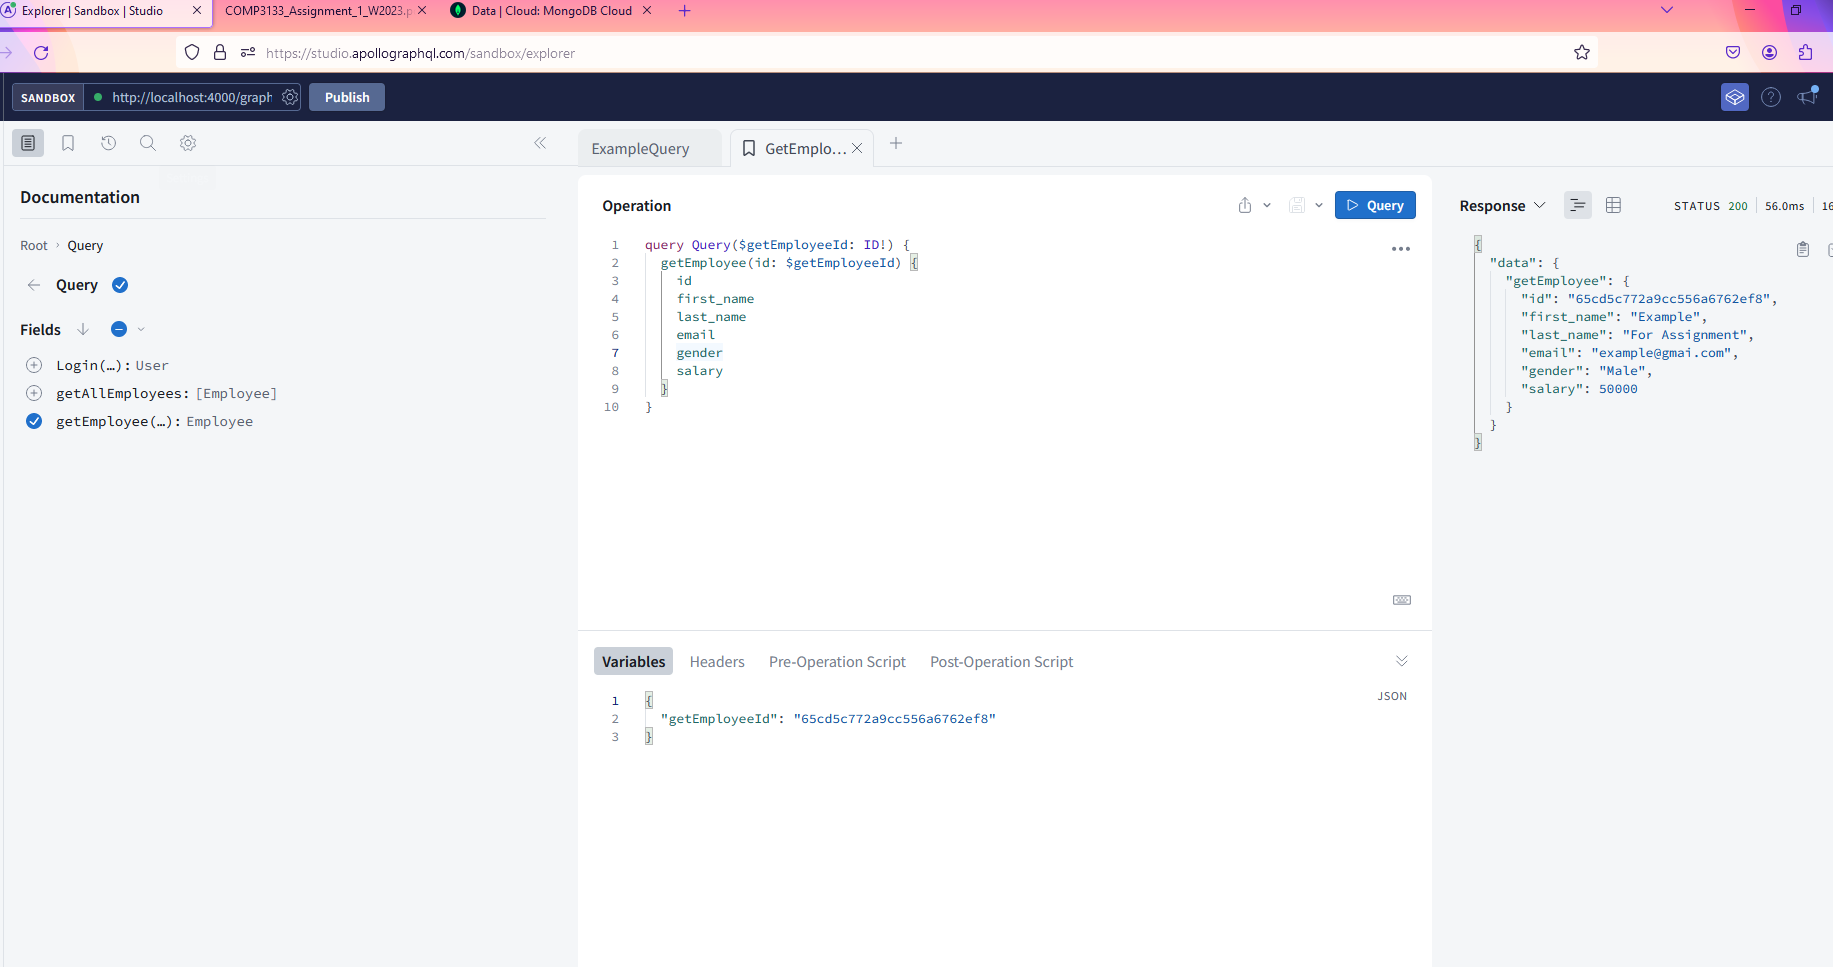 Explorer | Sandbox | Studio
COMP3133_Assignment_1_W2023.p
Data | Cloud: MongoDB Cloud
https://studio.apollographql.com/sandbox/explorer
SANDBOX
http://localhost:4000/graph
Publish
ExampleQuery
GetEmplo...
Documentation
Root › Query
Query
Fields
Login(…): User
getAllEmployees: [Employee]
getEmployee(…): Employee
Operation
Query
1 query Query($getEmployeeId: ID!) {
2 getEmployee(id: $getEmployeeId) {
3 id
4 first_name
5 last_name
6 email
7 gender
8 salary
9 }
10 }
Variables
Headers
Pre-Operation Script
Post-Operation Script
JSON
1 {
2 "getEmployeeId": "65cd5c772a9cc556a6762ef8"
3 }
Response
STATUS 200
56.0ms
16
{
"data": {
"getEmployee": {
"id": "65cd5c772a9cc556a6762ef8",
"first_name": "Example",
"last_name": "For Assignment",
"email": "example@gmai.com",
"gender": "Male",
"salary": 50000
}
}
}